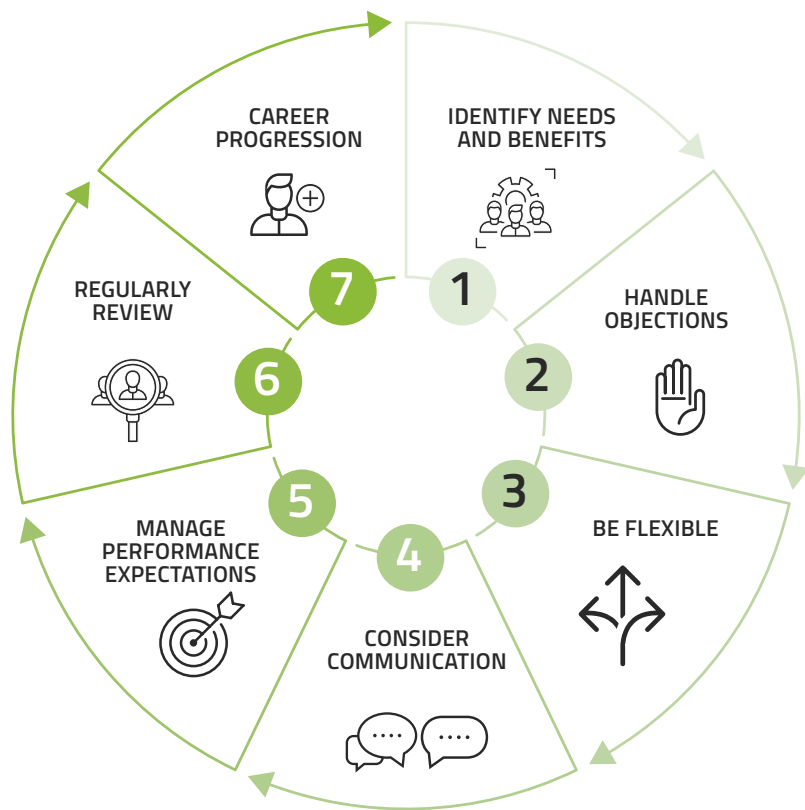 1
IDENTIFY NEEDS
AND BENEFITS
2
HANDLE
OBJECTIONS
3
BE FLEXIBLE
4
CONSIDER
COMMUNICATION
5
MANAGE
PERFORMANCE
EXPECTATIONS
6
REGULARLY
REVIEW
7
CAREER
PROGRESSION